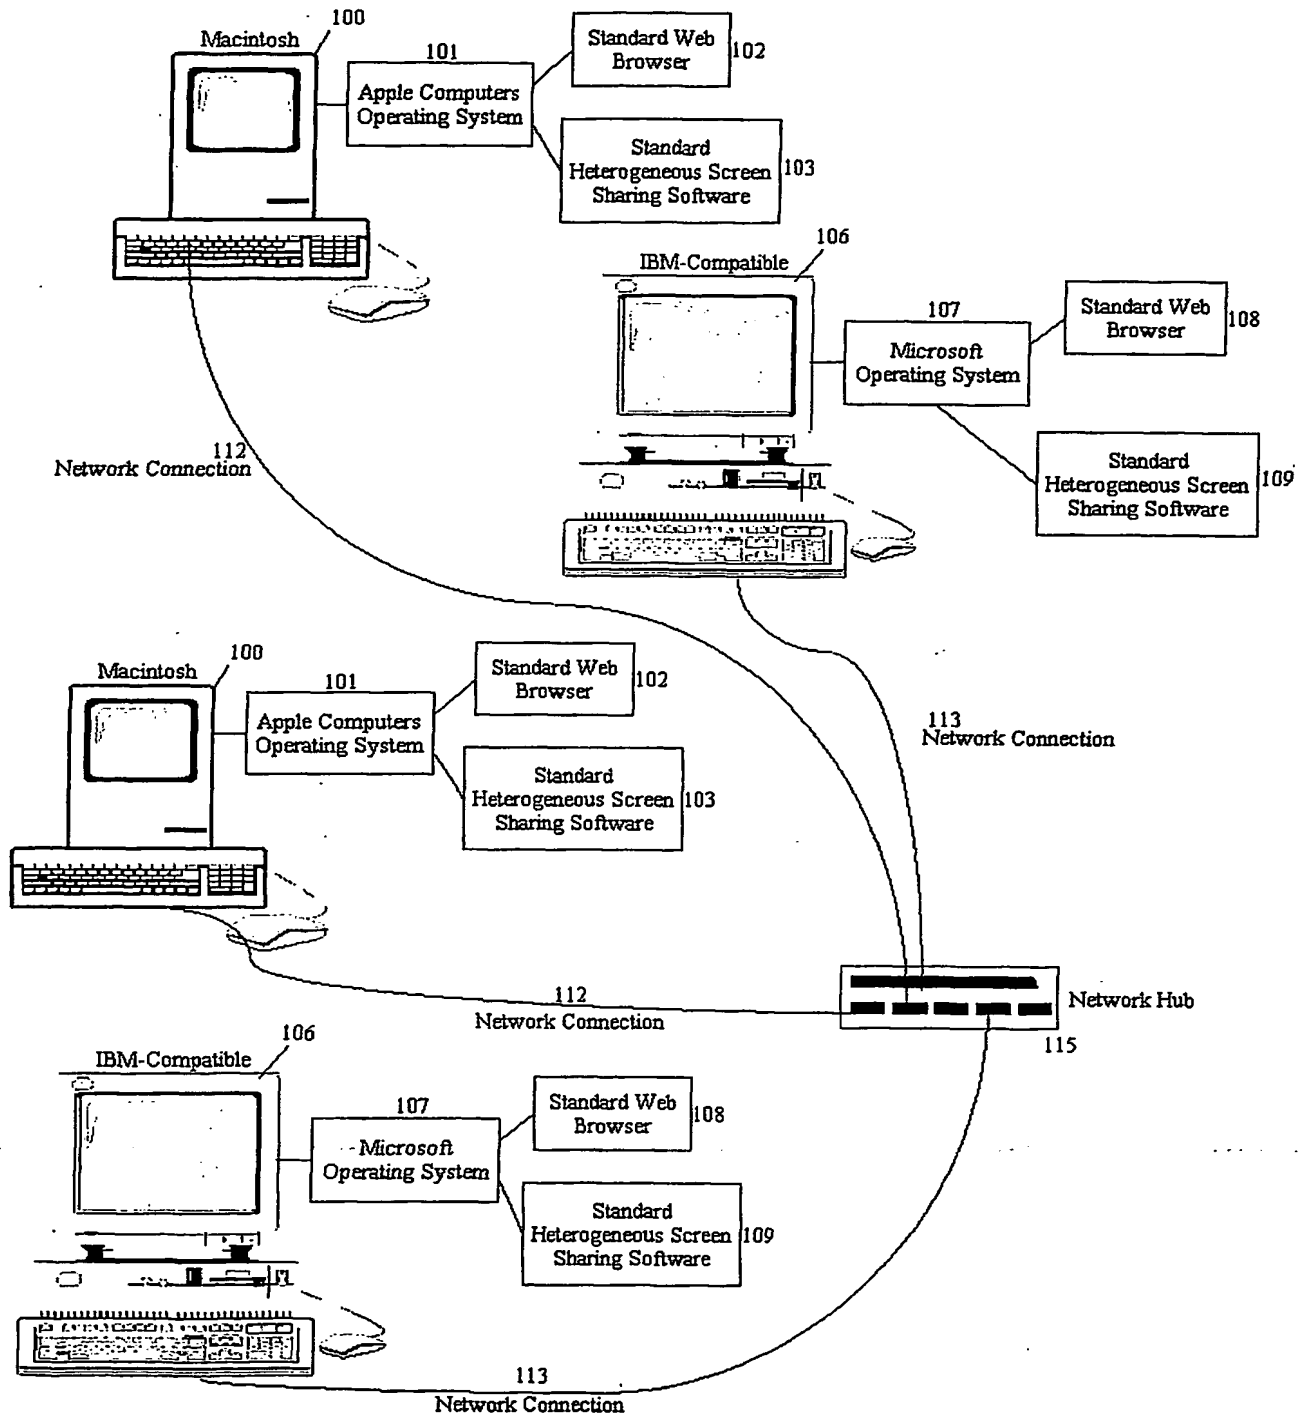 100
Macintosh
101
Apple Computers
Operating System
Standard Web
Browser
102
Standard
Heterogeneous Screen
Sharing Software
103
106
IBM-Compatible
107
Microsoft
Operating System
Standard Web
Browser
108
Standard
Heterogeneous Screen
Sharing Software
109
112
Network Connection
100
Macintosh
101
Apple Computers
Operating System
Standard Web
Browser
102
Standard
Heterogeneous Screen
Sharing Software
103
113
Network Connection
112
Network Connection
Network Hub
115
106
IBM-Compatible
107
Microsoft
Operating System
Standard Web
Browser
108
Standard
Heterogeneous Screen
Sharing Software
109
113
Network Connection